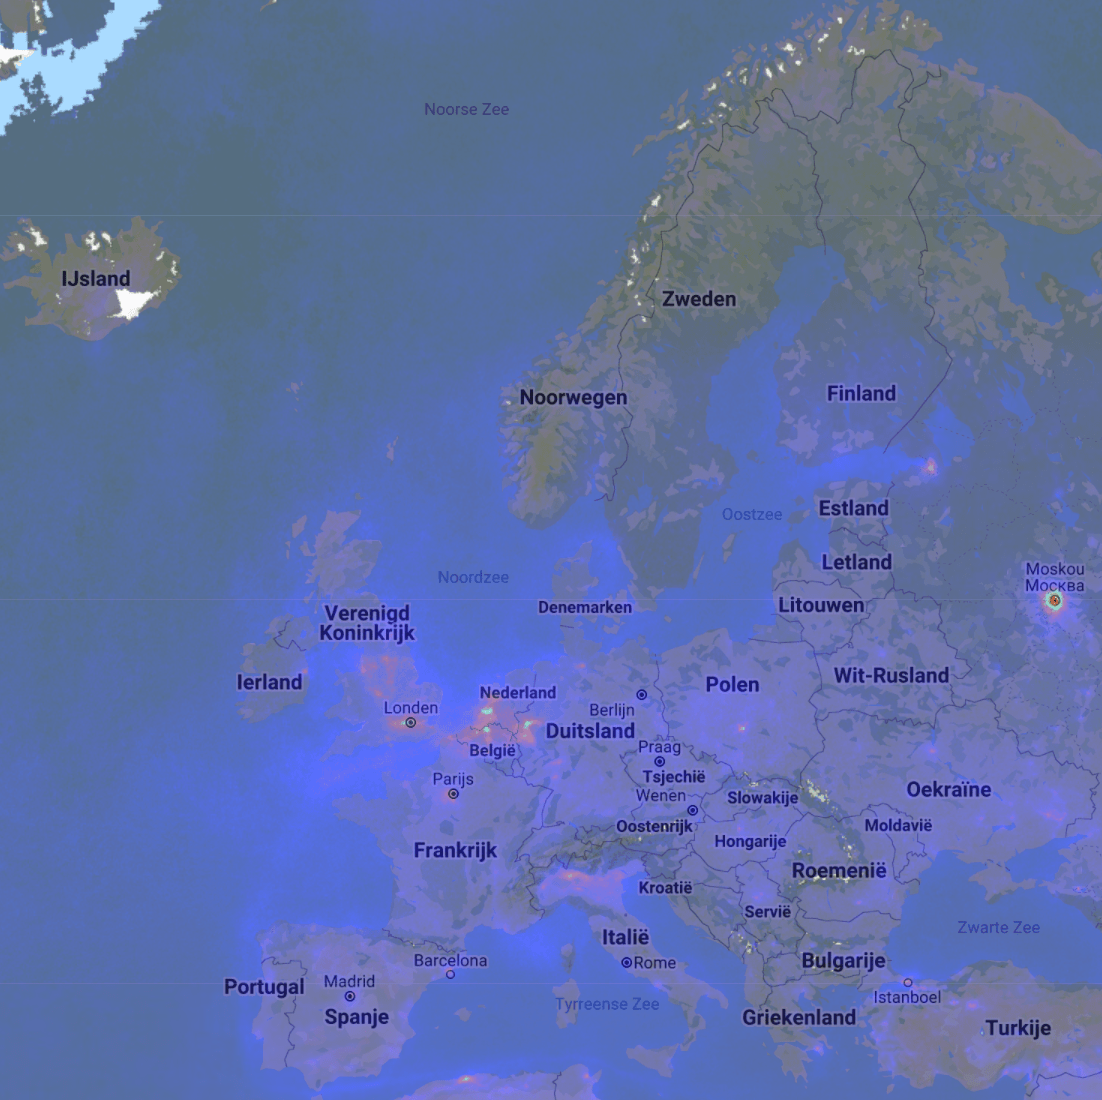 Noorse Zee
IJsland
Zweden
Noorwegen
Finland
Estland
Oostzee
Letland
Moskou
Москва
Noordzee
Denemarken
Litouwen
Verenigd
Koninkrijk
Ierland
Nederland
Polen
Wit-Rusland
Londen
Berlijn
Duitsland
België
Praag
Tsjechië
Parijs
Wenen
Slowakije
Oekraïne
Oostenrijk
Moldavië
Hongarije
Frankrijk
Roemenië
Kroatië
Servië
Italië
Zwarte Zee
Barcelona
Rome
Bulgarije
Portugal
Madrid
Istanboel
Tyrreense Zee
Spanje
Griekenland
Turkije